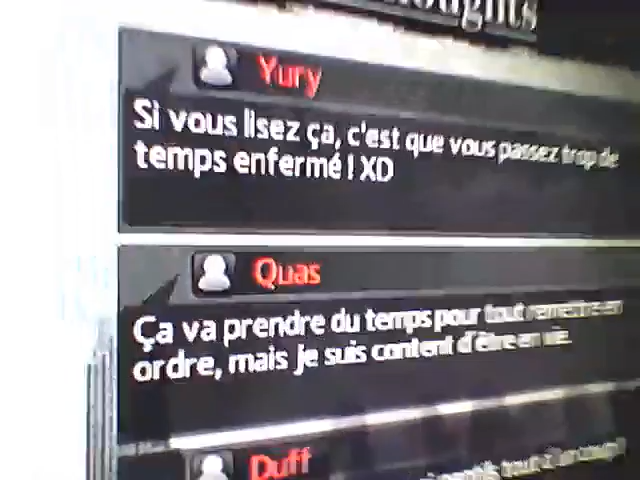 Yury
Si vous lisez ça, c'est que vous passez trop de
temps enfermé ! XD
Quas
Ça va prendre du temps pour tout remettre en
ordre, mais je suis content d'être en vie.
Duff